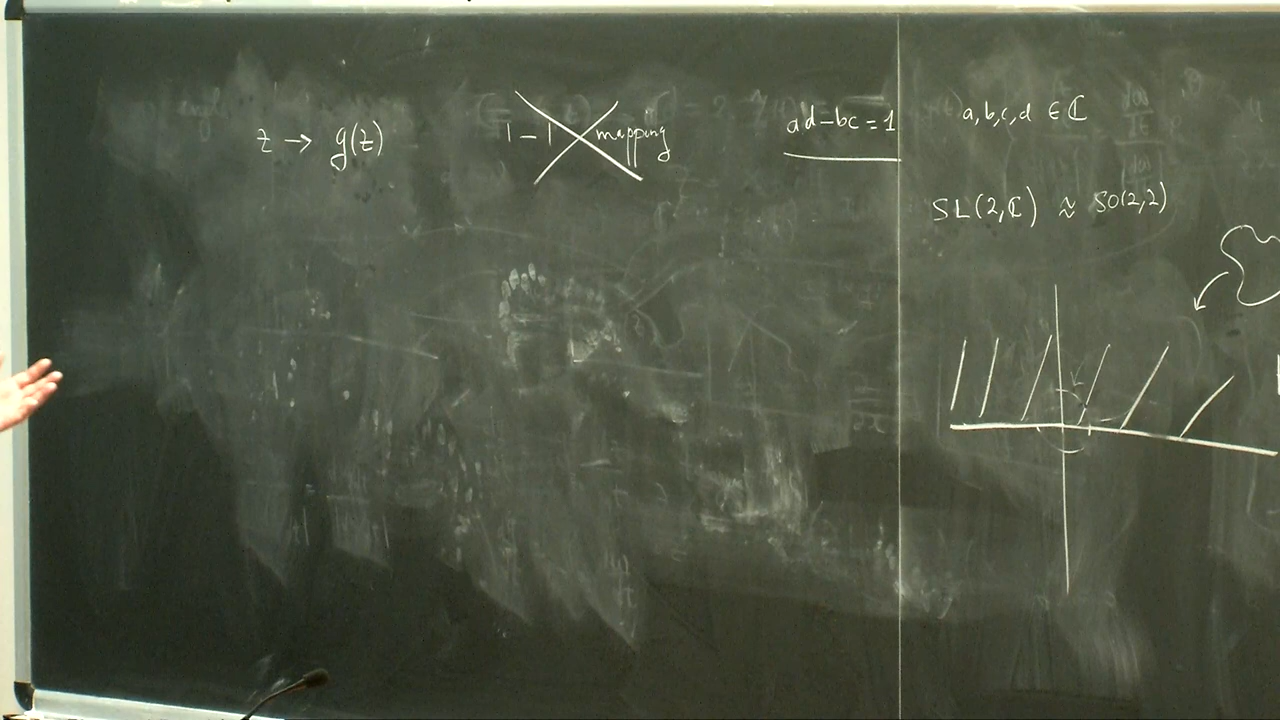 z → g(z)
1 – 1 mapping
ad – bc = 1
a,b,c,d ∈ ℂ
SL(2,ℂ) ≈ SO(2,2)